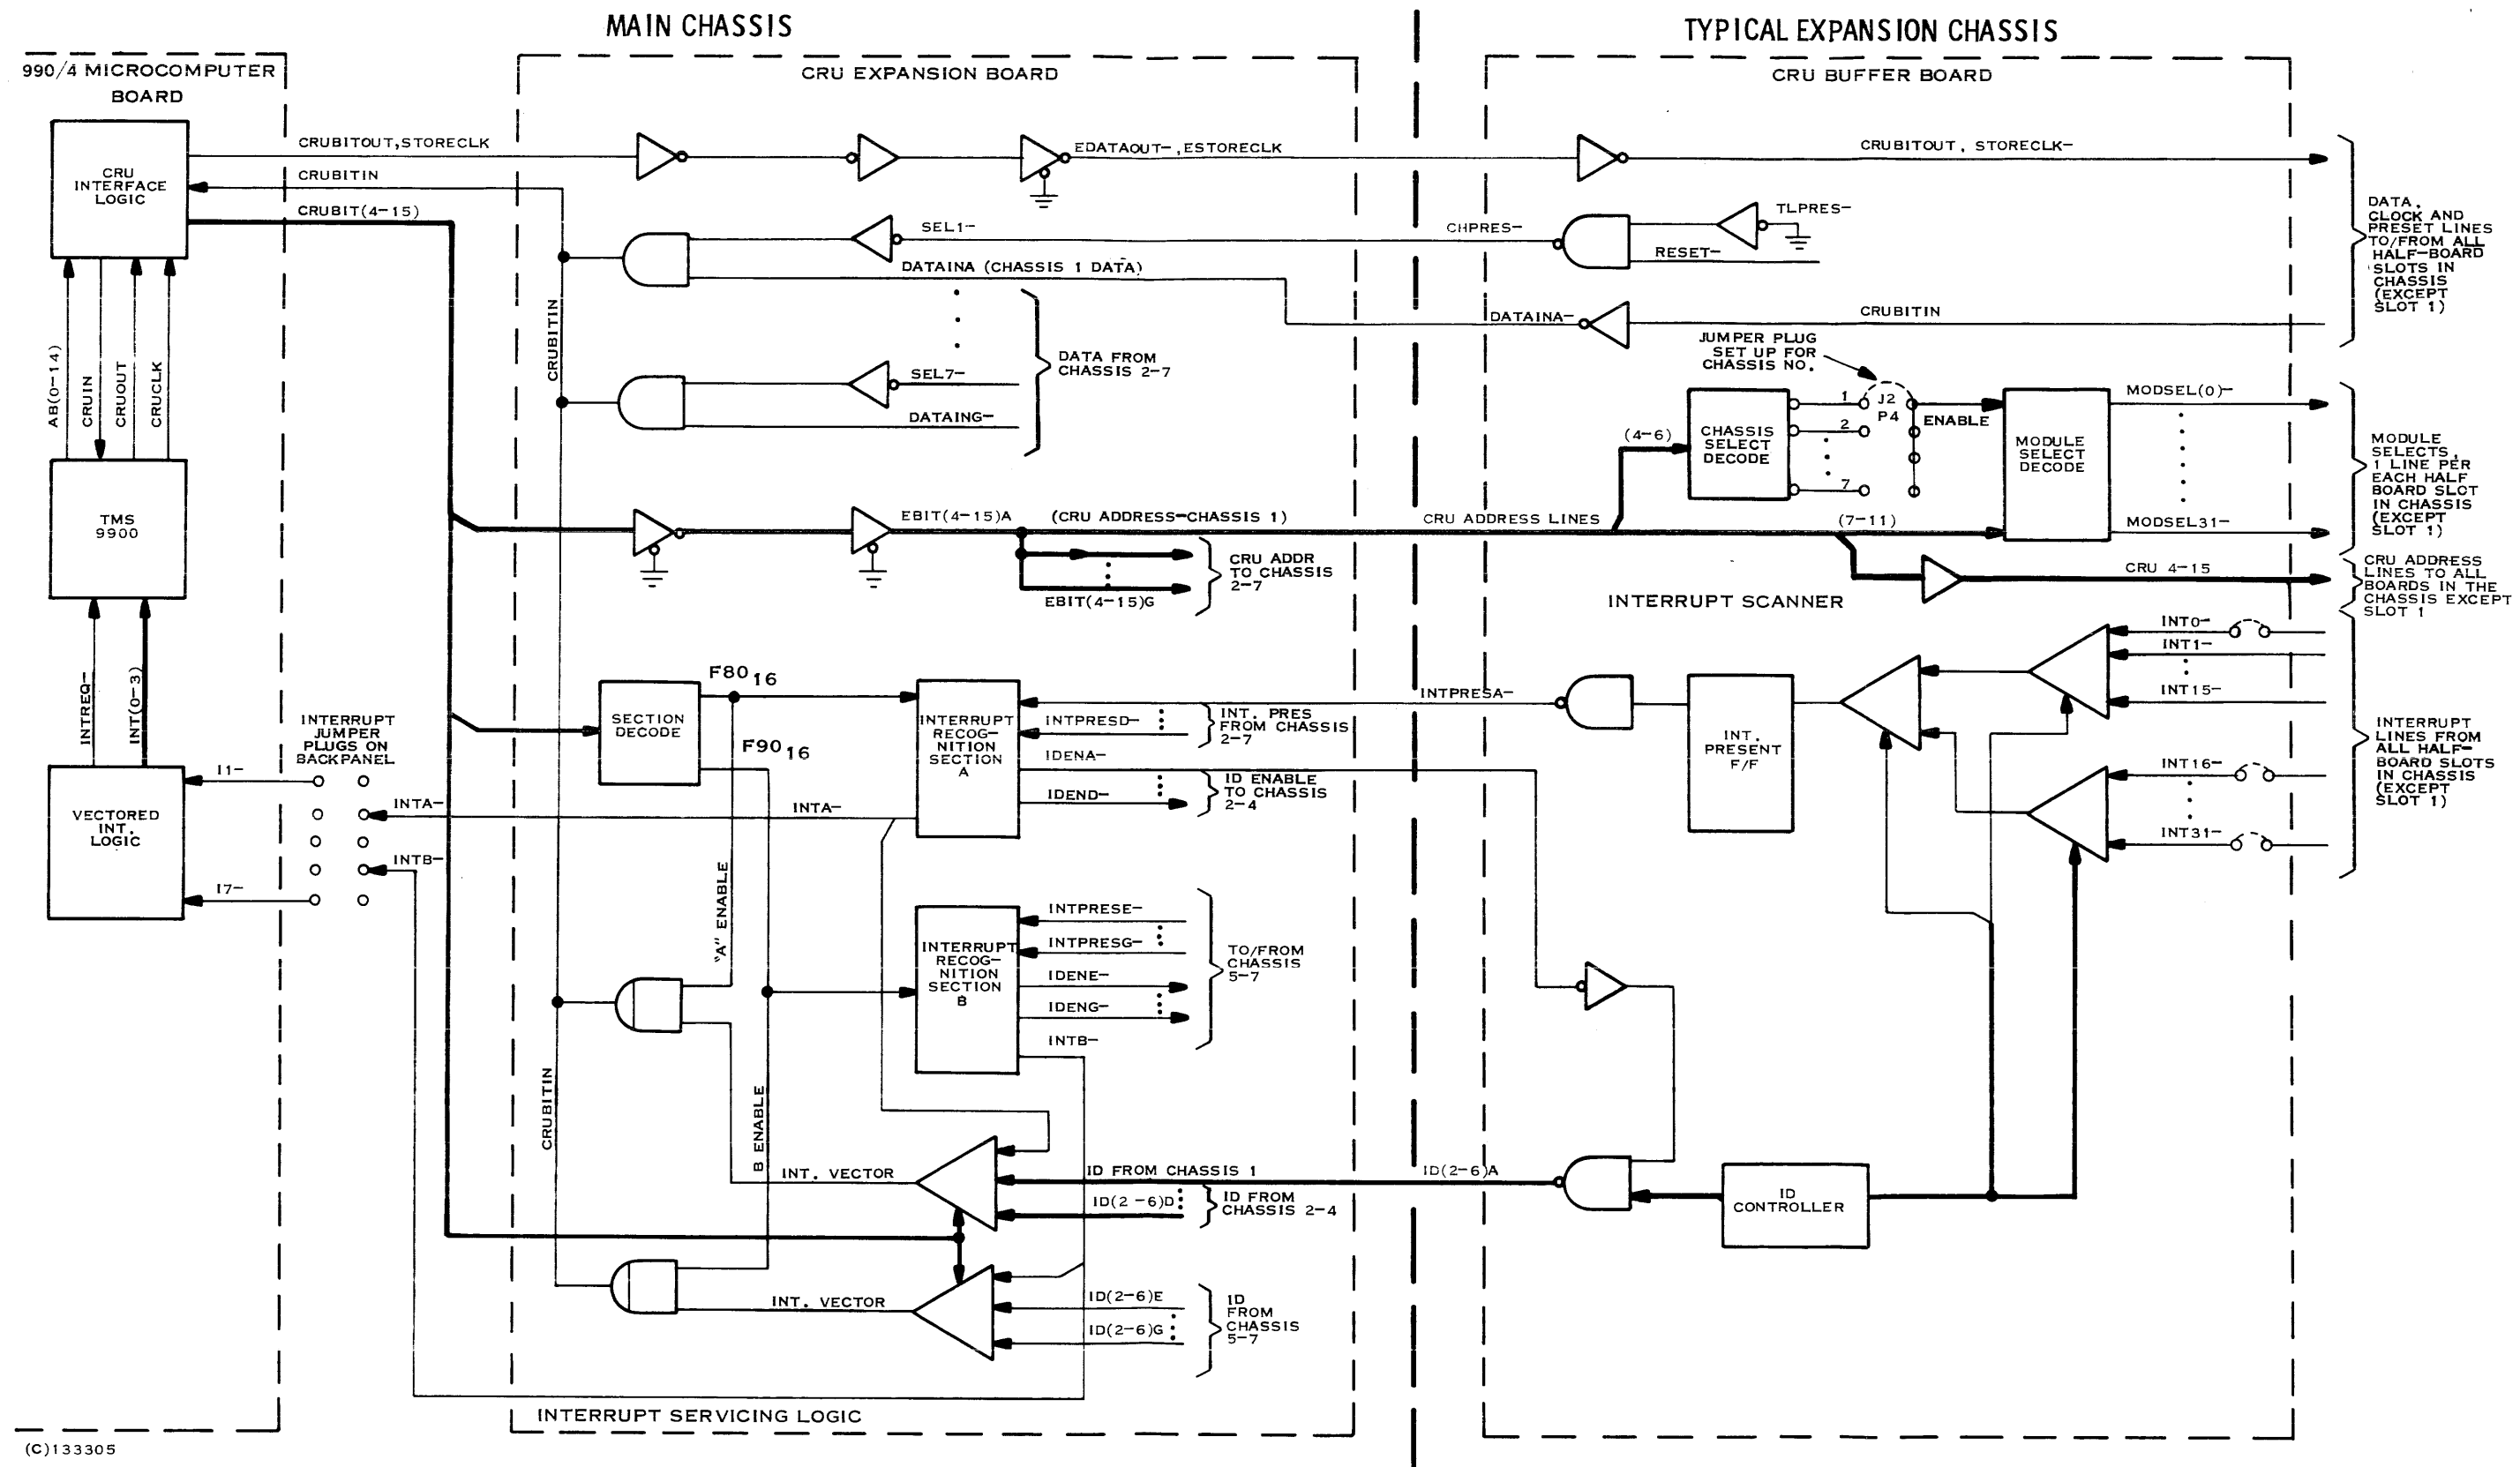 MAIN CHASSIS
TYPICAL EXPANSION CHASSIS
990/4 MICROCOMPUTER
BOARD
CRU EXPANSION BOARD
CRU BUFFER BOARD
CRU
INTERFACE
LOGIC
CRUBITOUT,STORECLK
CRUBITIN
CRUBIT(4-15)
EDATAOUT-,ESTORECLK
CRUBITOUT, STORECLK-
SEL1-
CHPRES-
TLPRES-
RESET-
DATAINA (CHASSIS 1 DATA)
DATAINA-
CRUBITIN
DATA,
CLOCK AND
PRESET LINES
TO/FROM ALL
HALF-BOARD
SLOTS IN
CHASSIS
(EXCEPT
SLOT 1)
AB(0-14)
CRUIN
CRUOUT
CRUCLK
CRUBITIN
DATA FROM
CHASSIS 2-7
SEL7-
DATAING-
JUMPER PLUG
SET UP FOR
CHASSIS NO.
CHASSIS
SELECT
DECODE
1
2
7
J2
P4
ENABLE
MODULE
SELECT
DECODE
MODSEL(0)-
MODSEL31-
MODULE
SELECTS,
1 LINE PER
EACH HALF
BOARD SLOT
IN CHASSIS
(EXCEPT
SLOT 1)
(4-6)
(7-11)
TMS
9900
EBIT(4-15)A
(CRU ADDRESS-CHASSIS 1)
CRU ADDRESS LINES
CRU ADDR
TO CHASSIS
2-7
EBIT(4-15)G
CRU 4-15
CRU ADDRESS
LINES TO ALL
BOARDS IN THE
CHASSIS EXCEPT
SLOT 1
INTERRUPT SCANNER
INTREQ-
INT(0-3)
INTERRUPT
JUMPER
PLUGS ON
BACKPANEL
VECTORED
INT.
LOGIC
I1-
I7-
INTA-
INTB-
SECTION
DECODE
F80 16
F90 16
INTERRUPT
RECOG-
NITION
SECTION
A
INTPRESA-
INTPRESD-
INT. PRES
FROM CHASSIS
2-7
IDENA-
IDEND-
ID ENABLE
TO CHASSIS
2-4
INTA-
INT.
PRESENT
F/F
INT0-
INT1-
INT15-
INT16-
INT31-
INTERRUPT
LINES FROM
ALL HALF-
BOARD SLOTS
IN CHASSIS
(EXCEPT
SLOT 1)
"A" ENABLE
INTERRUPT
RECOG-
NITION
SECTION
B
INTPRESE-
INTPRESG-
IDENE-
IDENG-
INTB-
TO/FROM
CHASSIS
5-7
CRUBITIN
B ENABLE
INT. VECTOR
ID FROM CHASSIS 1
ID(2-6)A
ID(2-6)D
ID FROM
CHASSIS 2-4
ID
CONTROLLER
INT. VECTOR
ID(2-6)E
ID(2-6)G
ID
FROM
CHASSIS
5-7
INTERRUPT SERVICING LOGIC
(C)133305